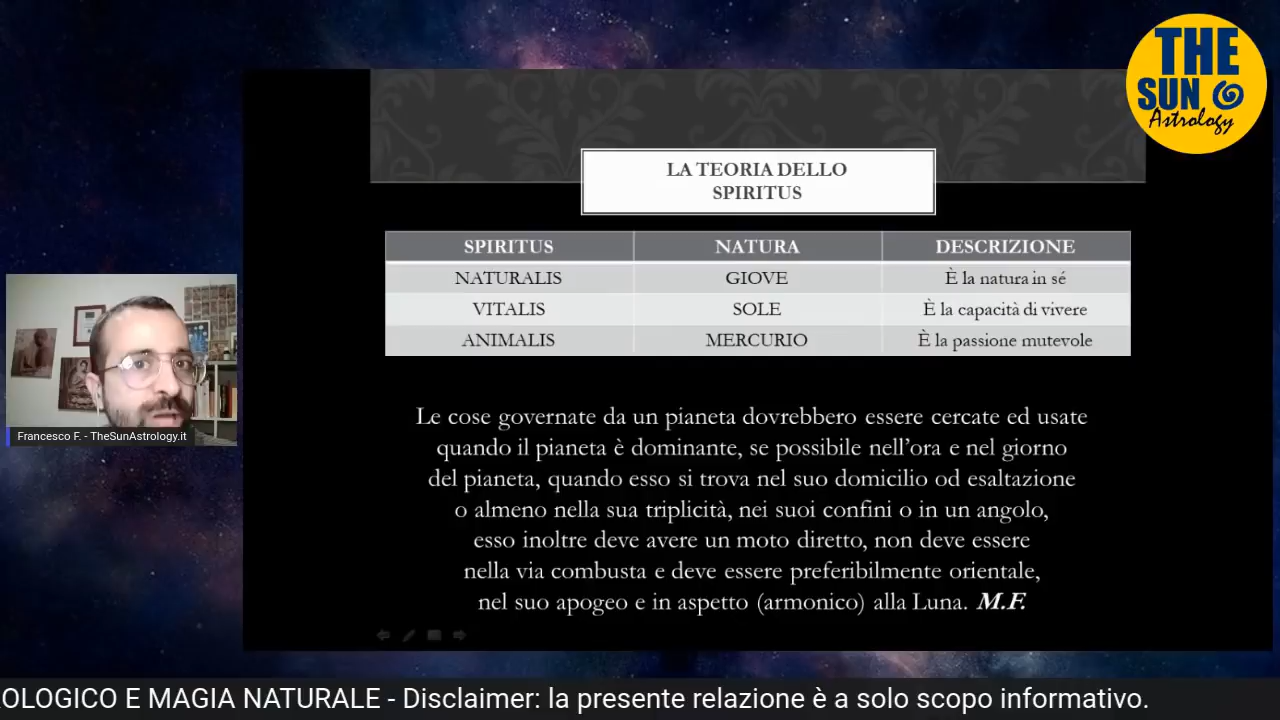 THE
SUN
Astrology
LA TEORIA DELLO
SPIRITUS
SPIRITUS NATURA DESCRIZIONE
NATURALIS GIOVE È la natura in sé
VITALIS SOLE È la capacità di vivere
ANIMALIS MERCURIO È la passione mutevole
Le cose governate da un pianeta dovrebbero essere cercate ed usate
quando il pianeta è dominante, se possibile nell’ora e nel giorno
del pianeta, quando esso si trova nel suo domicilio od esaltazione
o almeno nella sua triplicità, nei suoi confini o in un angolo,
esso inoltre deve avere un moto diretto, non deve essere
nella via combusta e deve essere preferibilmente orientale,
nel suo apogeo e in aspetto (armonico) alla Luna. M.F.
Francesco F. - TheSunAstrology.it
OLOGICO E MAGIA NATURALE - Disclaimer: la presente relazione è a solo scopo informativo.